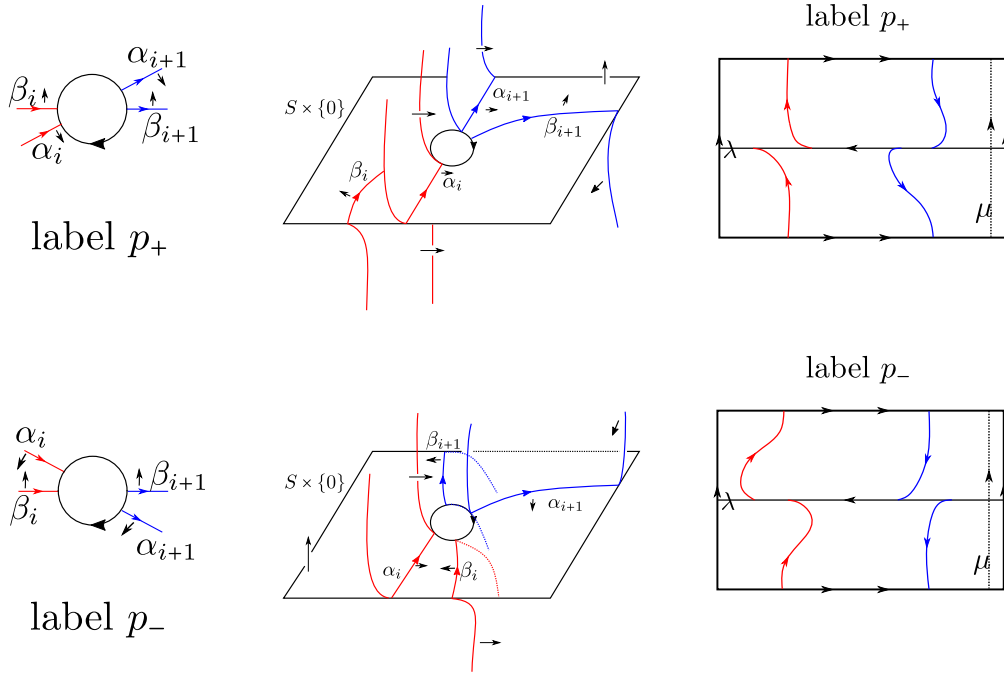 label p₊
α_{i+1}
β_i
β_{i+1}
α_i
label p₊
S × {0}
α_{i+1}
β_{i+1}
β_i
α_i
λ
μ
label p₋
α_i
β_i
β_{i+1}
α_{i+1}
label p₋
β_{i+1}
S × {0}
α_{i+1}
α_i
β_i
λ
μ